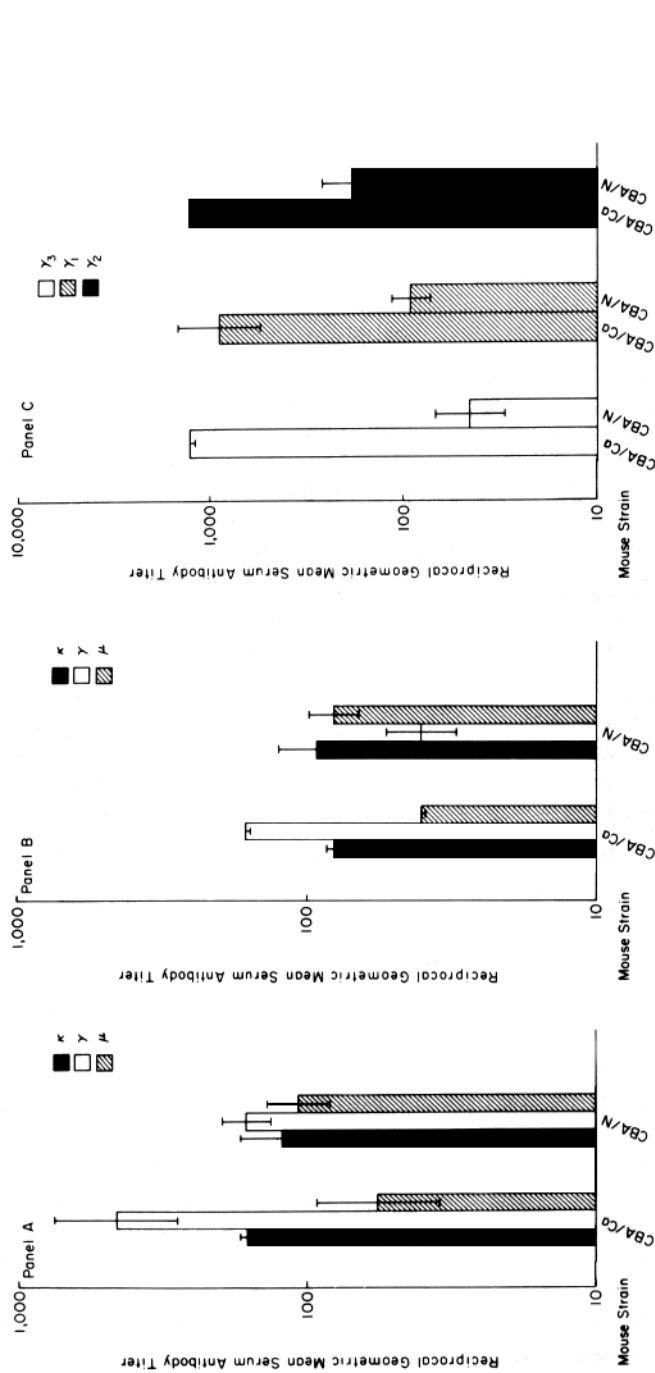 Panel A
κ
γ
μ
1,000
100
10
Reciprocal Geometric Mean Serum Antibody Titer
CBA/Ca
CBA/N
Mouse Strain
Panel B
κ
γ
μ
1,000
100
10
Reciprocal Geometric Mean Serum Antibody Titer
CBA/Ca
CBA/N
Mouse Strain
Panel C
γ3
γ1
γ2
10,000
1,000
100
10
Reciprocal Geometric Mean Serum Antibody Titer
CBA/Ca
CBA/N
CBA/Ca
CBA/N
CBA/Ca
CBA/N
Mouse Strain